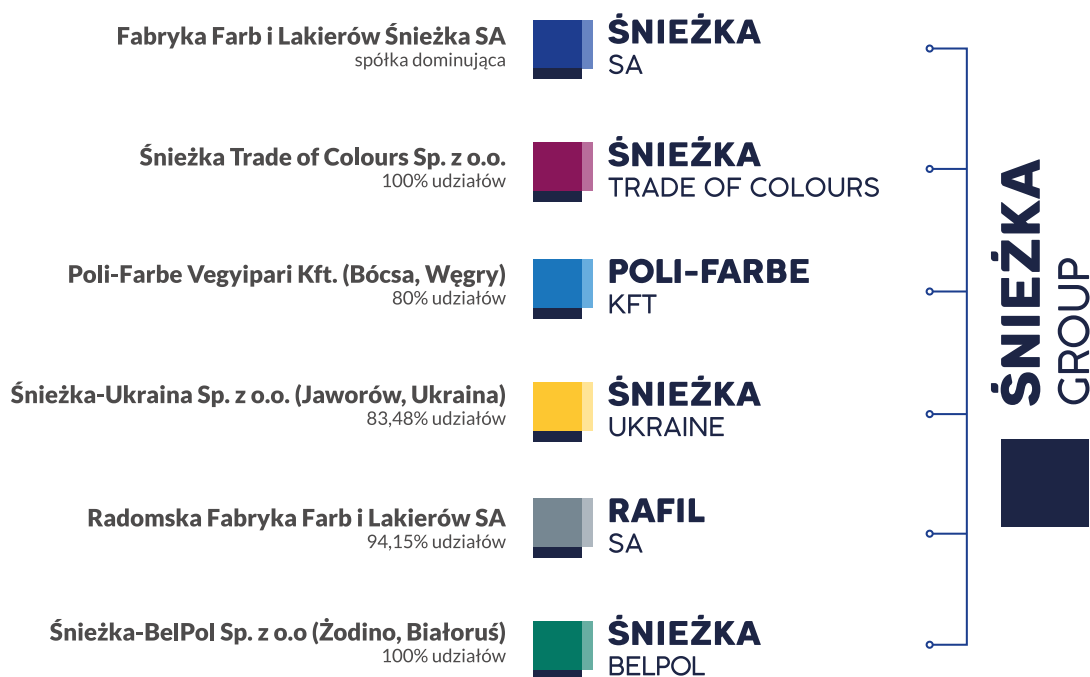 Fabryka Farb i Lakierów Śnieżka SA
spółka dominująca
ŚNIEŻKA
SA
Śnieżka Trade of Colours Sp. z o.o.
100% udziałów
ŚNIEŻKA
TRADE OF COLOURS
Poli-Farbe Vegyipari Kft. (Bócsa, Węgry)
80% udziałów
POLI-FARBE
KFT
Śnieżka-Ukraina Sp. z o.o. (Jaworów, Ukraina)
83,48% udziałów
ŚNIEŻKA
UKRAINE
Radomska Fabryka Farb i Lakierów SA
94,15% udziałów
RAFIL
SA
Śnieżka-BelPol Sp. z o.o (Żodino, Białoruś)
100% udziałów
ŚNIEŻKA
BELPOL
ŚNIEŻKA
GROUP